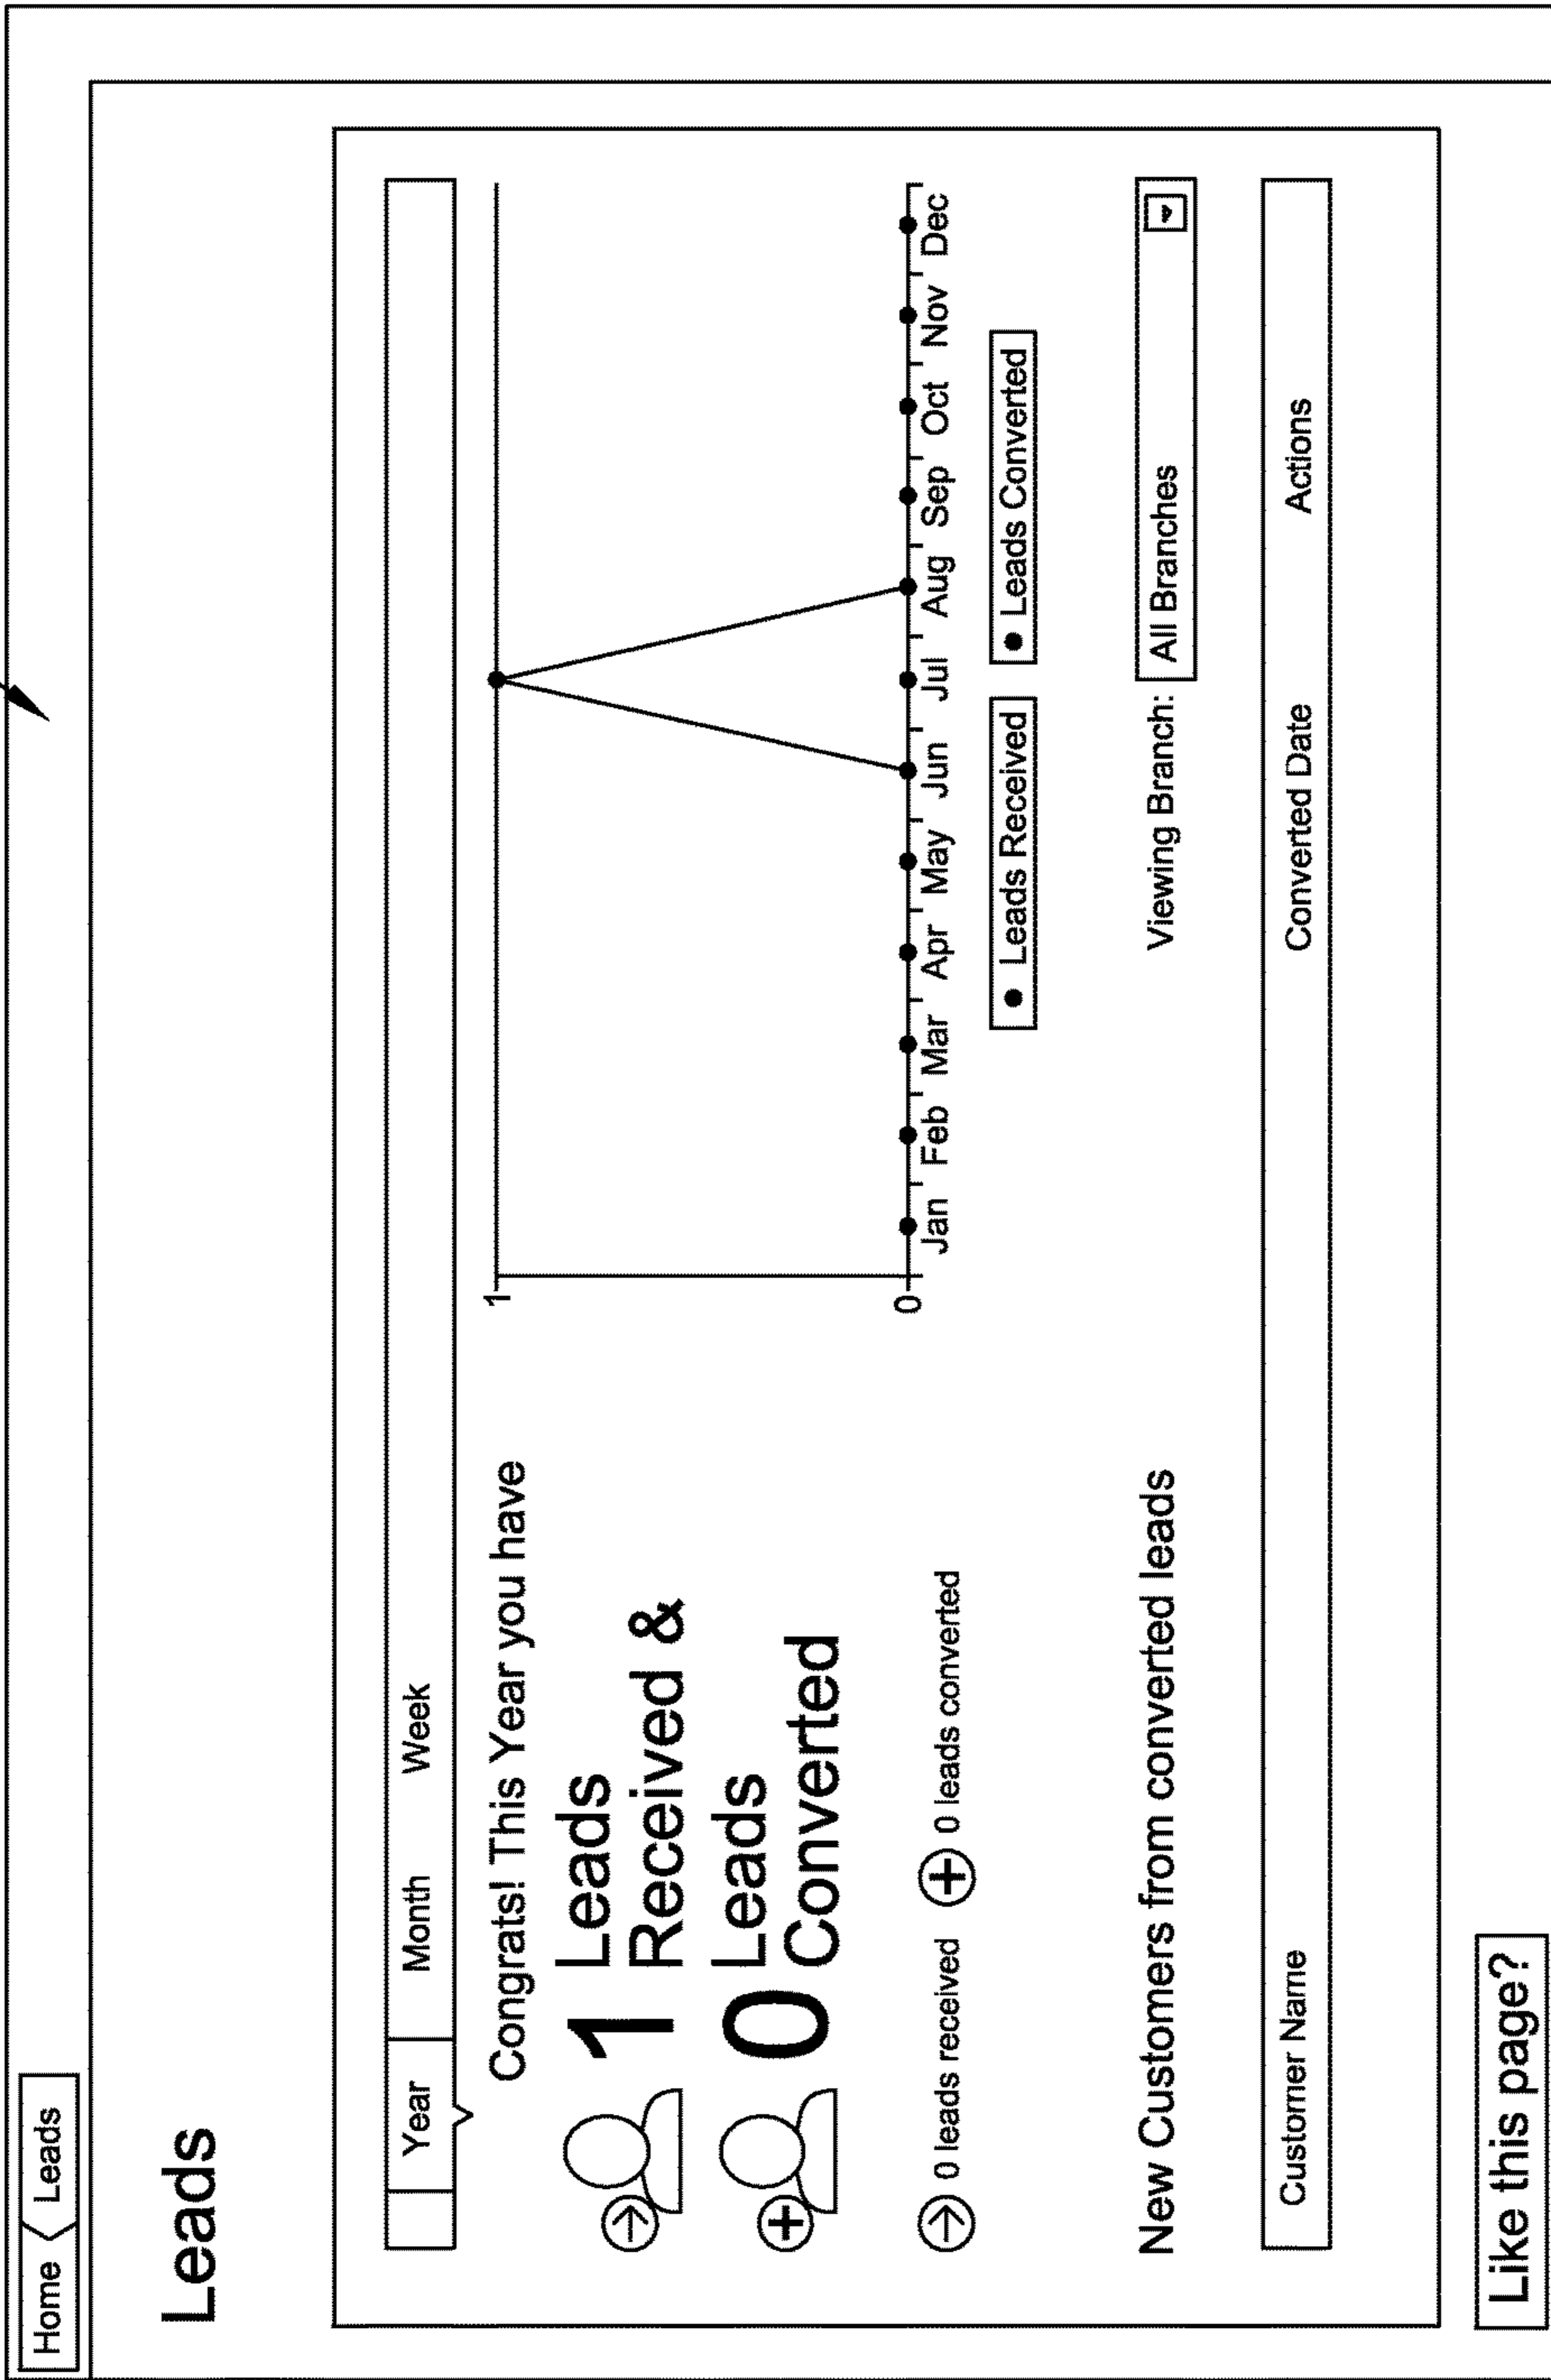 Home Leads
Leads
Year Month Week
Congrats! This Year you have
1 Leads
Received &
0 Leads
Converted
0 leads received 0 leads converted
1
0
Jan Feb Mar Apr May Jun Jul Aug Sep Oct Nov Dec
Leads Received Leads Converted
New Customers from converted leads Viewing Branch: All Branches
Customer Name Converted Date Actions
Like this page?